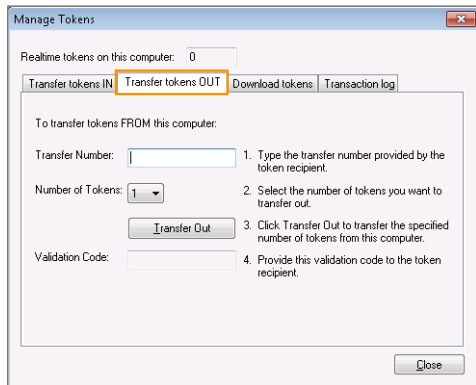 Manage Tokens
Realtime tokens on this computer: 0
Transfer tokens IN Transfer tokens OUT Download tokens Transaction log
To transfer tokens FROM this computer:
Transfer Number:
1. Type the transfer number provided by the
token recipient.
Number of Tokens: 1
2. Select the number of tokens you want to
transfer out.
Transfer Out
3. Click Transfer Out to transfer the specified
number of tokens from this computer.
Validation Code:
4. Provide this validation code to the token
recipient.
Close